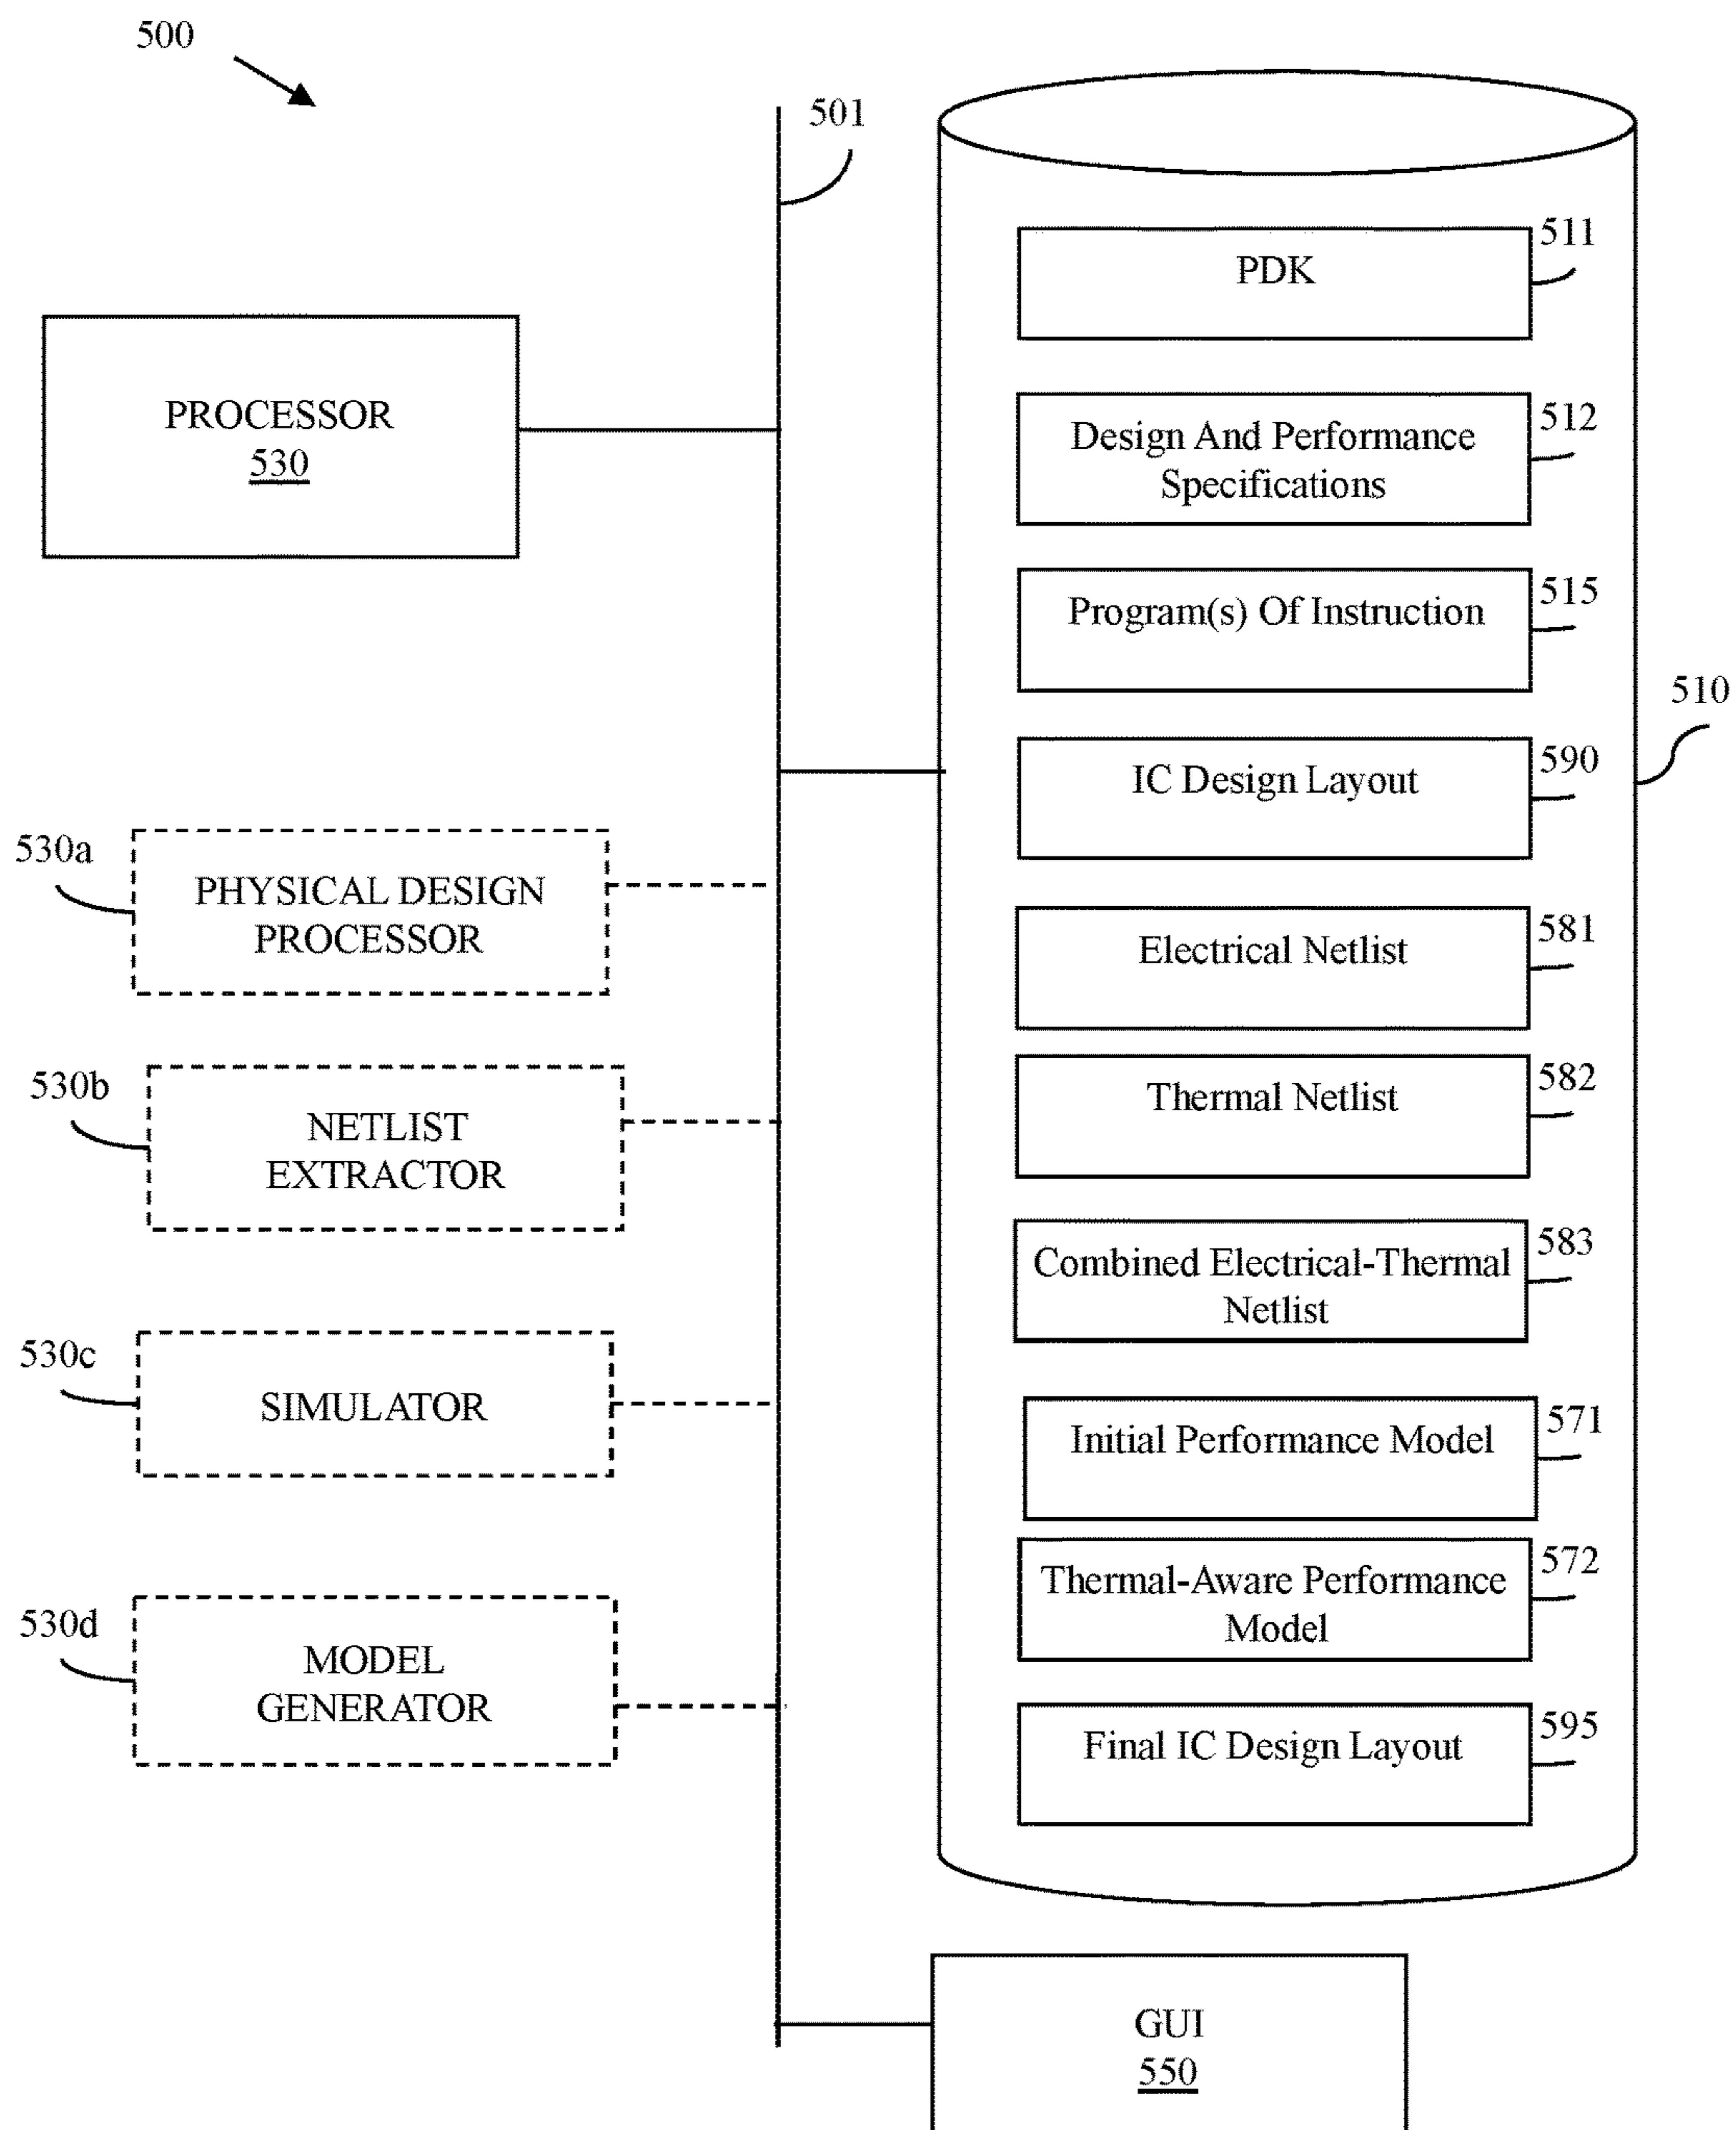 500
501
PROCESSOR
530
530a
PHYSICAL DESIGN
PROCESSOR
530b
NETLIST
EXTRACTOR
530c
SIMULATOR
530d
MODEL
GENERATOR
510
PDK
511
Design And Performance
Specifications
512
Program(s) Of Instruction
515
IC Design Layout
590
Electrical Netlist
581
Thermal Netlist
582
Combined Electrical-Thermal
Netlist
583
Initial Performance Model
571
Thermal-Aware Performance
Model
572
Final IC Design Layout
595
GUI
550